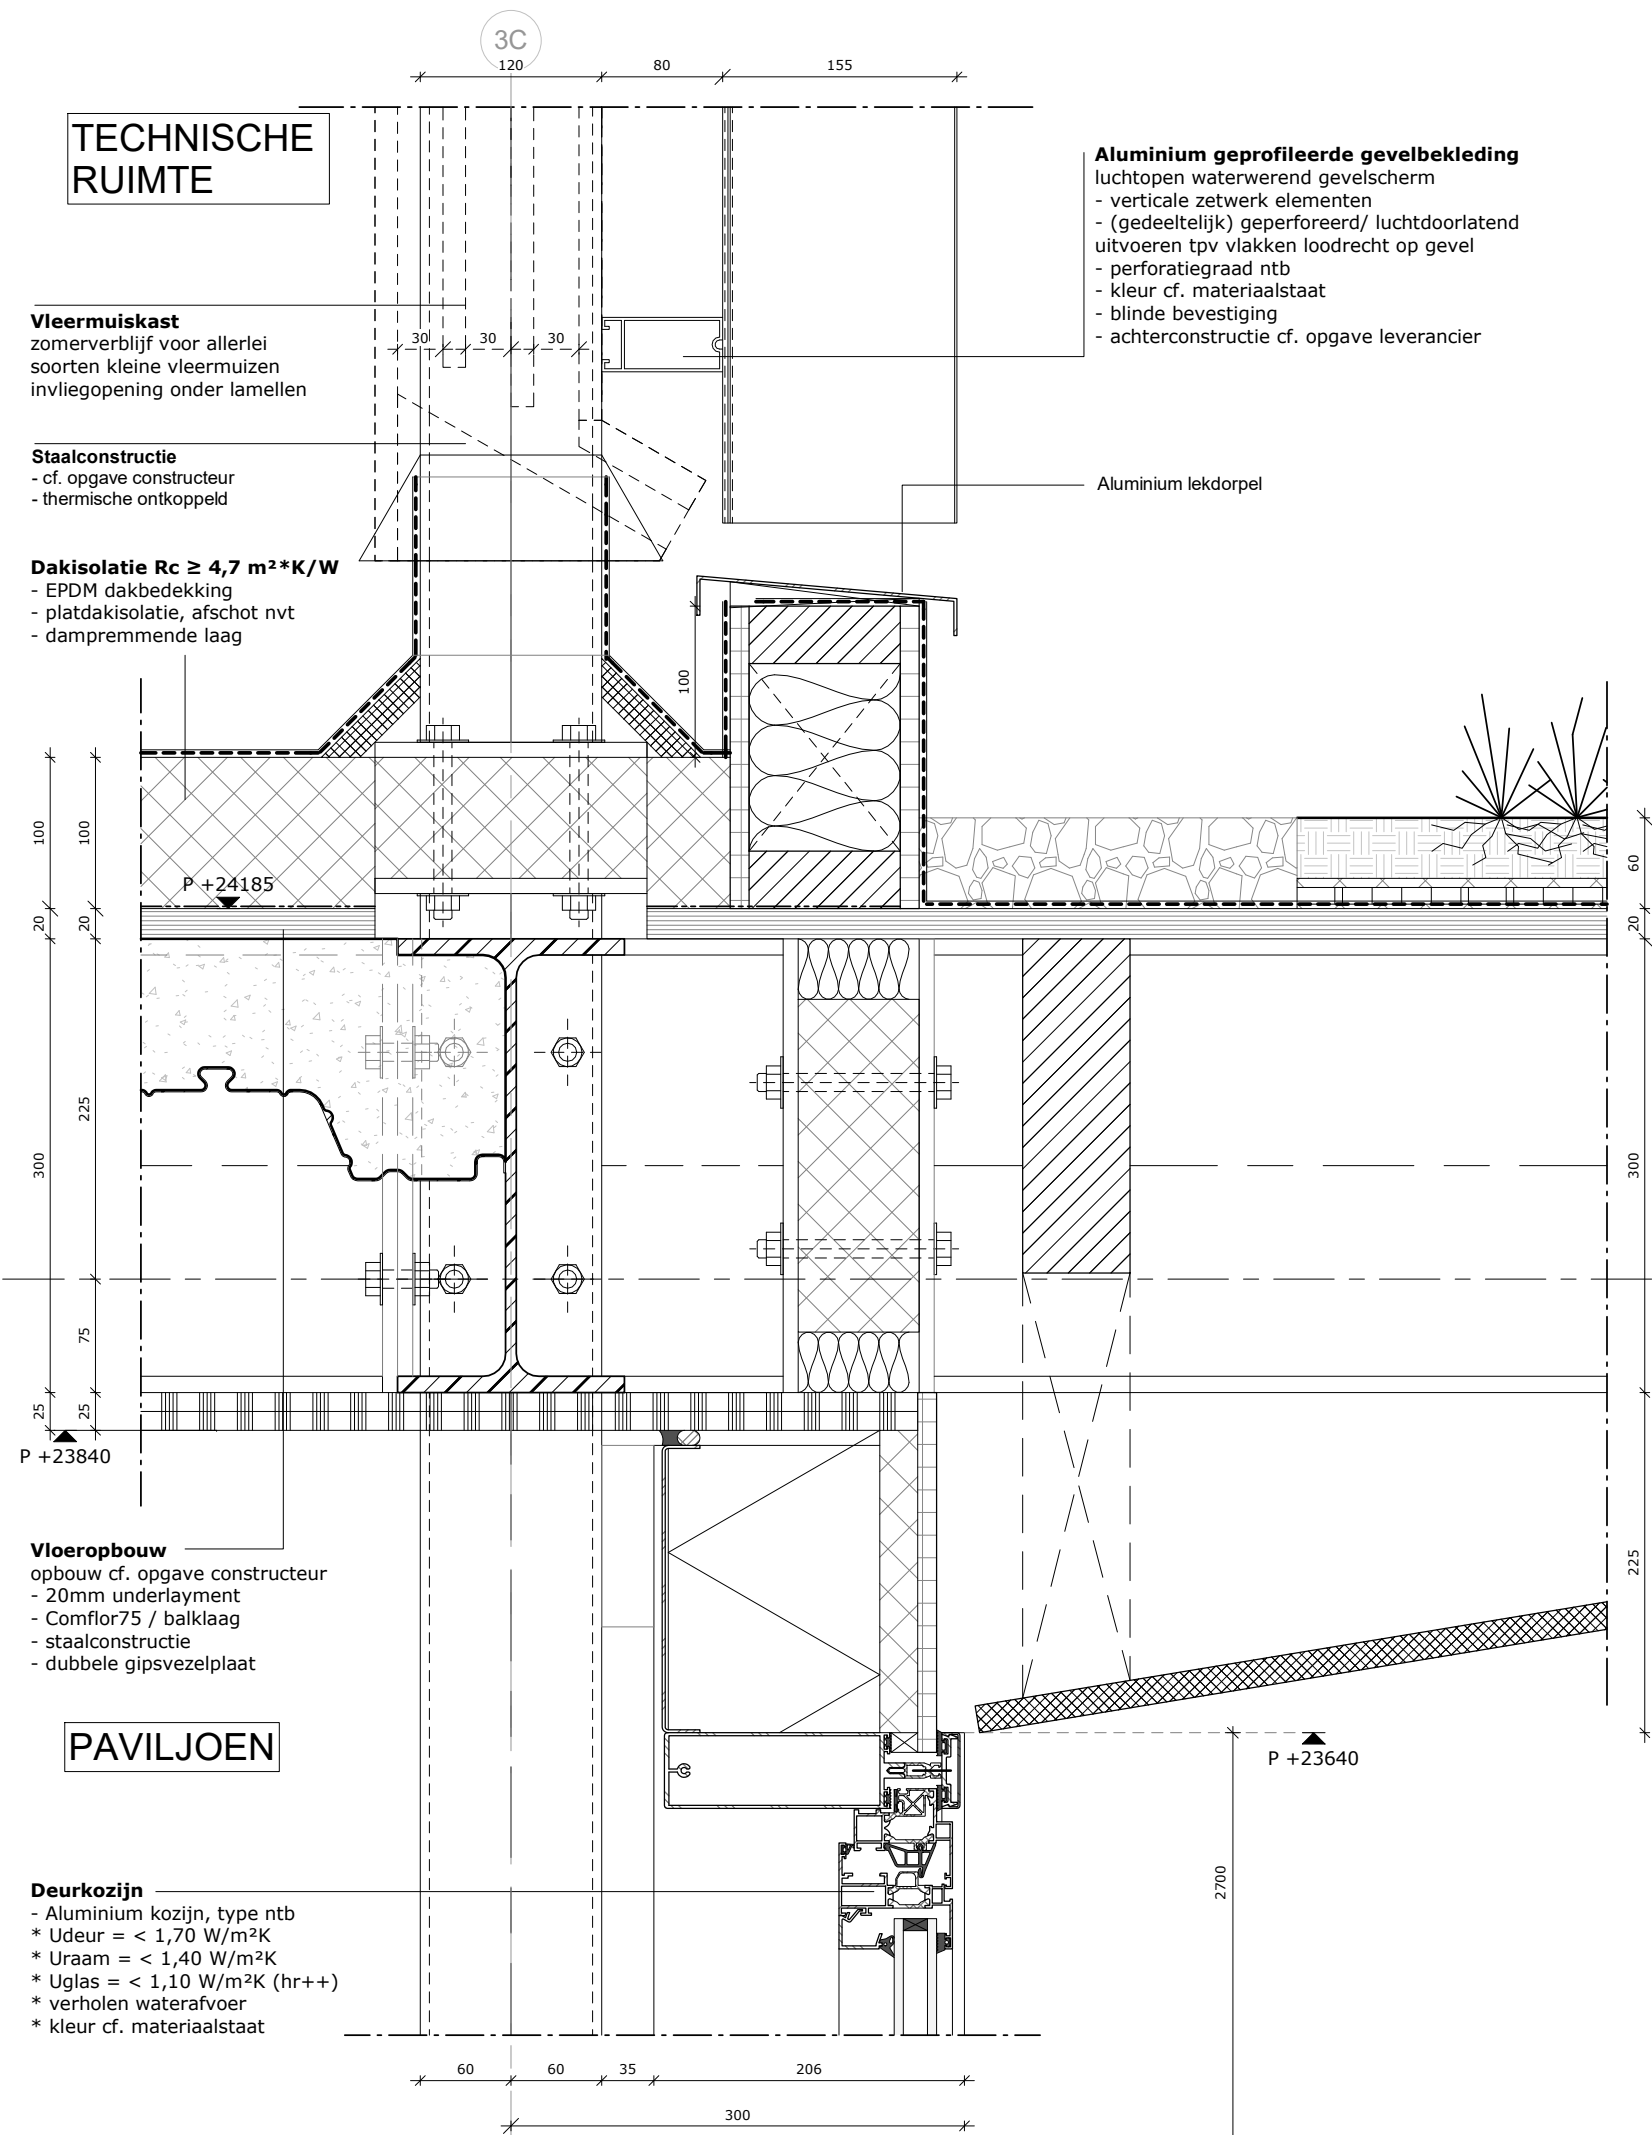 3C
120
80
155
TECHNISCHE
RUIMTE
Aluminium geprofileerde gevelbekleding
luchtopen waterwerend gevelscherm
- verticale zetwerk elementen
- (gedeeltelijk) geperforeerd/ luchtdoorlatend
uitvoeren tpv vlakken loodrecht op gevel
- perforatiegraad ntb
- kleur cf. materiaalstaat
- blinde bevestiging
- achterconstructie cf. opgave leverancier
Vleermuiskast
zomerverblijf voor allerlei
soorten kleine vleermuizen
invliegopening onder lamellen
30
30
30
Staalconstructie
- cf. opgave constructeur
- thermische ontkoppeld
Aluminium lekdorpel
Dakisolatie Rc ≥ 4,7 m²*K/W
- EPDM dakbedekking
- platdakisolatie, afschot nvt
- dampremmende laag
100
100
100
P +24185
60
20
20
20
225
300
300
75
25
25
P +23840
Vloeropbouw
opbouw cf. opgave constructeur
- 20mm underlayment
- Comflor75 / balklaag
- staalconstructie
- dubbele gipsvezelplaat
225
PAVILJOEN
P +23640
2700
Deurkozijn
- Aluminium kozijn, type ntb
* Udeur = < 1,70 W/m²K
* Uraam = < 1,40 W/m²K
* Uglas = < 1,10 W/m²K (hr++)
* verholen waterafvoer
* kleur cf. materiaalstaat
60
60
35
206
300